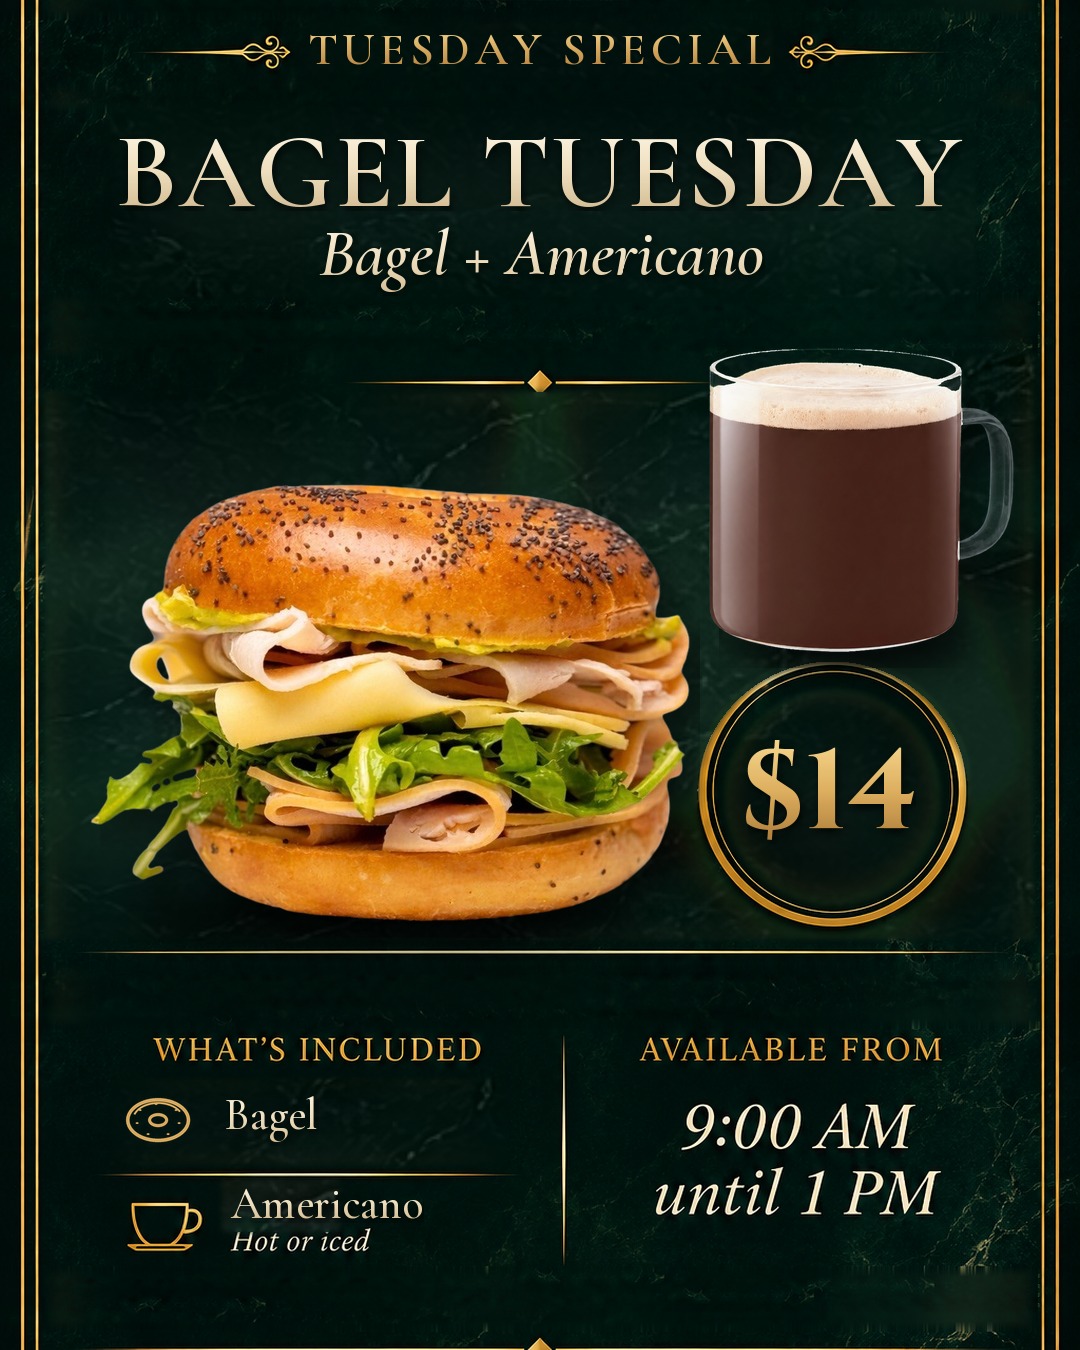 TUESDAY SPECIAL
BAGEL TUESDAY
Bagel + Americano
$14
WHAT'S INCLUDED
Bagel
Americano
Hot or iced
AVAILABLE FROM
9:00 AM
until 1 PM